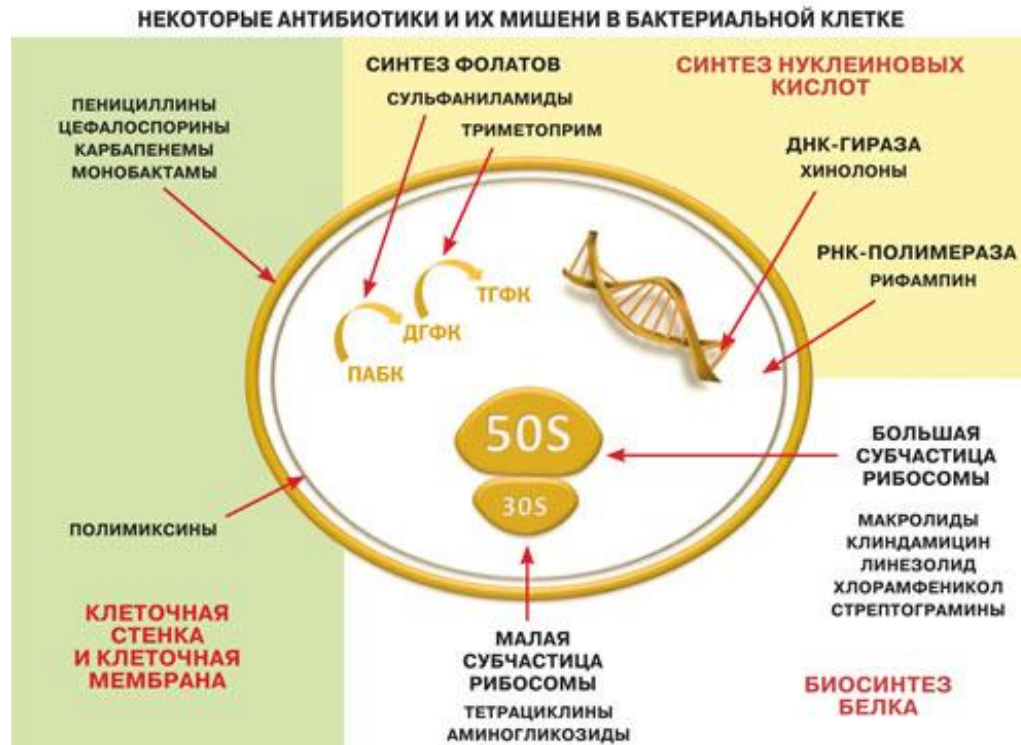 НЕКОТОРЫЕ АНТИБИОТИКИ И ИХ МИШЕНИ В БАКТЕРИАЛЬНОЙ КЛЕТКЕ
ПЕНИЦИЛЛИНЫ
ЦЕФАЛОСПОРИНЫ
КАРБАПЕНЕМЫ
МОНОБАКТАМЫ
СИНТЕЗ ФОЛАТОВ
СУЛЬФАНИЛАМИДЫ
ТРИМЕТОПРИМ
СИНТЕЗ НУКЛЕИНОВЫХ
КИСЛОТ
ДНК-ГИРАЗА
ХИНОЛОНЫ
РНК-ПОЛИМЕРАЗА
РИФАМПИН
ТГФК
ДГФК
ПАБК
50S
30S
БОЛЬШАЯ
СУБЧАСТИЦА
РИБОСОМЫ
МАКРОЛИДЫ
КЛИНДАМИЦИН
ЛИНЕЗОЛИД
ХЛОРАМФЕНИКОЛ
СТРЕПТОГРАМИНЫ
ПОЛИМИКСИНЫ
КЛЕТОЧНАЯ
СТЕНКА
И КЛЕТОЧНАЯ
МЕМБРАНА
МАЛАЯ
СУБЧАСТИЦА
РИБОСОМЫ
ТЕТРАЦИКЛИНЫ
АМИНОГЛИКОЗИДЫ
БИОСИНТЕЗ
БЕЛКА